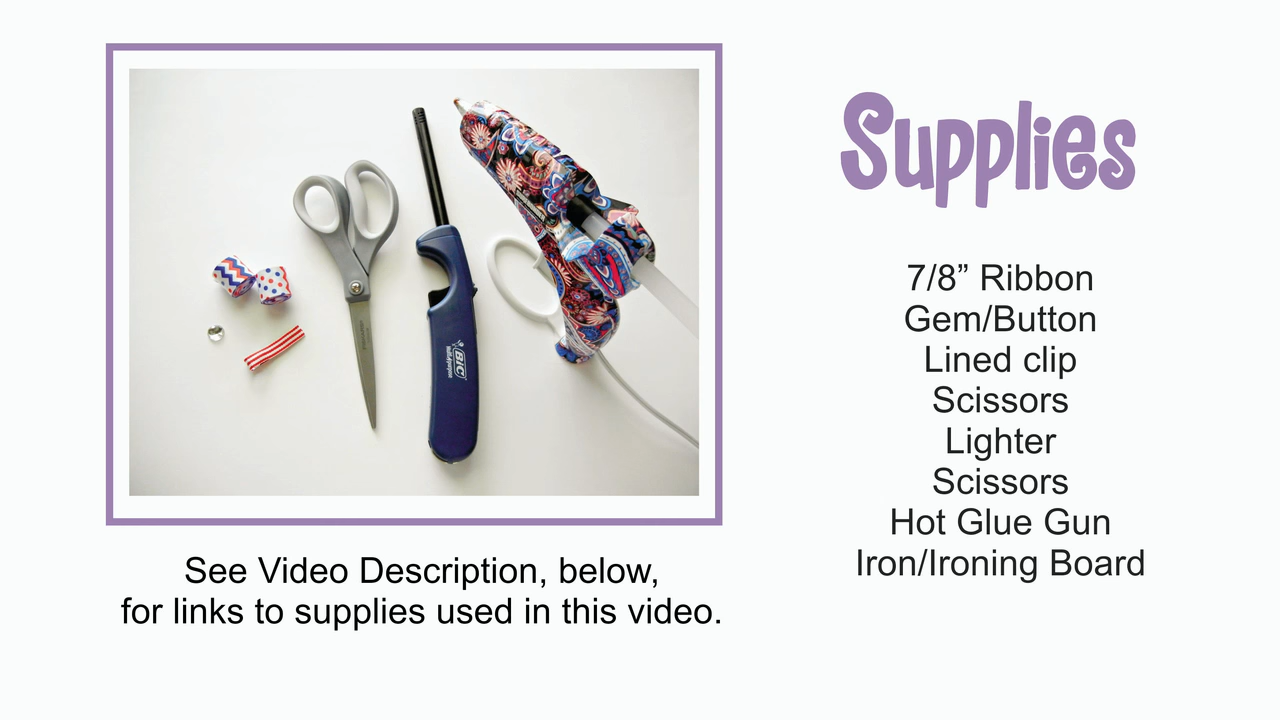 Supplies
7/8” Ribbon
Gem/Button
Lined clip
Scissors
Lighter
Scissors
Hot Glue Gun
Iron/Ironing Board
BIC
See Video Description, below,
for links to supplies used in this video.